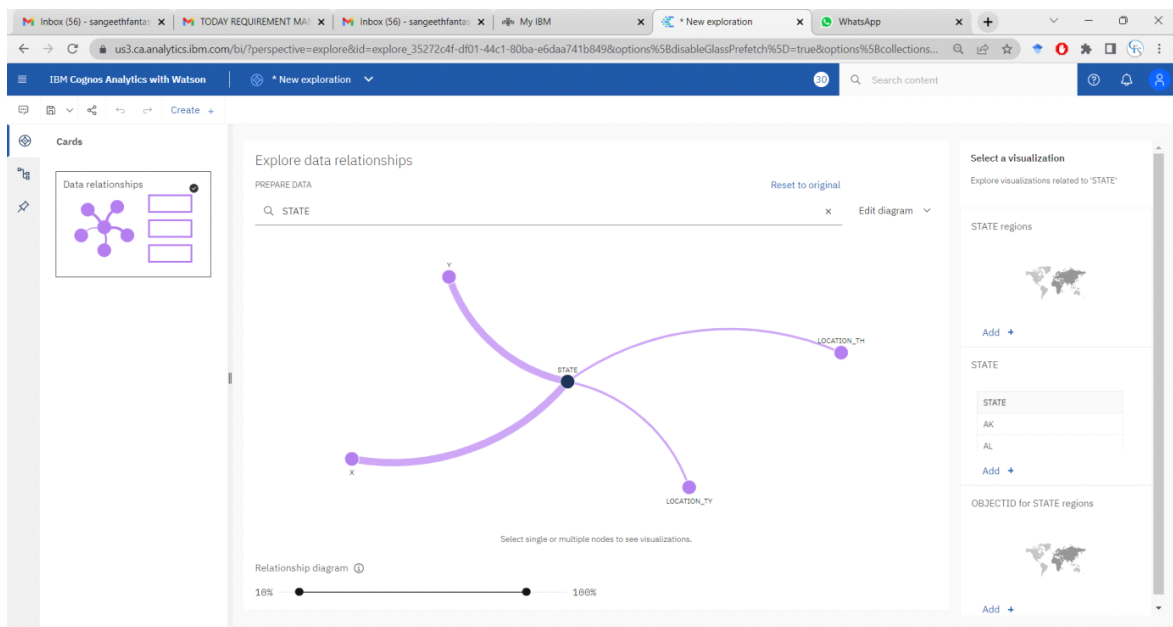 Inbox (56) - sangeethfantas
TODAY REQUIREMENT MAI
Inbox (56) - sangeethfantas
My IBM
* New exploration
WhatsApp
us3.ca.analytics.ibm.com/bi/?perspective=explore&id=explore_35272c4f-df01-44c1-80ba-e6daa741b849&options%5BdisableGlassPrefetch%5D=true&options%5Bcollections...
IBM Cognos Analytics with Watson
* New exploration
30
Search content
Create +
Cards
Data relationships
Explore data relationships
PREPARE DATA
Reset to original
STATE
Edit diagram
Y
LOCATION_TH
STATE
X
LOCATION_TY
Select single or multiple nodes to see visualizations.
Relationship diagram
10%
100%
Select a visualization
Explore visualizations related to 'STATE'
STATE regions
Add +
STATE
STATE
AK
AL
Add +
OBJECTID for STATE regions
Add +